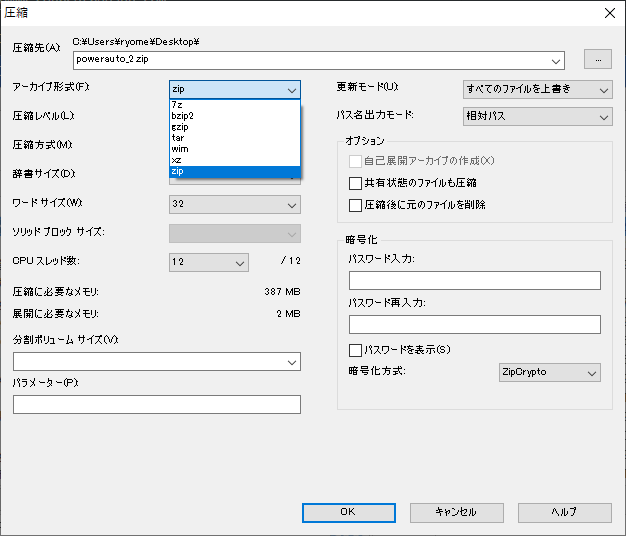 圧縮
圧縮先(A):
C:¥Users¥ryome¥Desktop¥
powerauto_2.zip
...
アーカイブ形式(F):
zip
7z
bzip2
gzip
tar
wim
xz
zip
圧縮レベル(L):
圧縮方式(M):
辞書サイズ(D):
ワード サイズ(W):
32
ソリッド ブロック サイズ:
CPU スレッド数:
12
/ 12
圧縮に必要なメモリ:
387 MB
展開に必要なメモリ:
2 MB
分割ボリューム サイズ(V):
パラメーター(P):
更新モード(U):
すべてのファイルを上書き
パス名出力モード:
相対パス
オプション
自己展開アーカイブの作成(X)
共有状態のファイルも圧縮
圧縮後に元のファイルを削除
暗号化
パスワード入力:
パスワード再入力:
パスワードを表示(S)
暗号化方式:
ZipCrypto
OK
キャンセル
ヘルプ